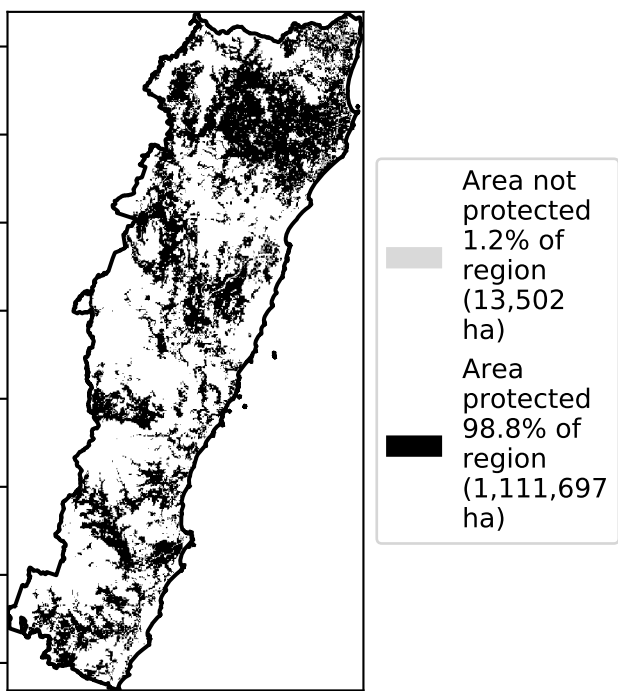 Area not
protected
1.2% of
region
(13,502
ha)
Area
protected
98.8% of
region
(1,111,697
ha)